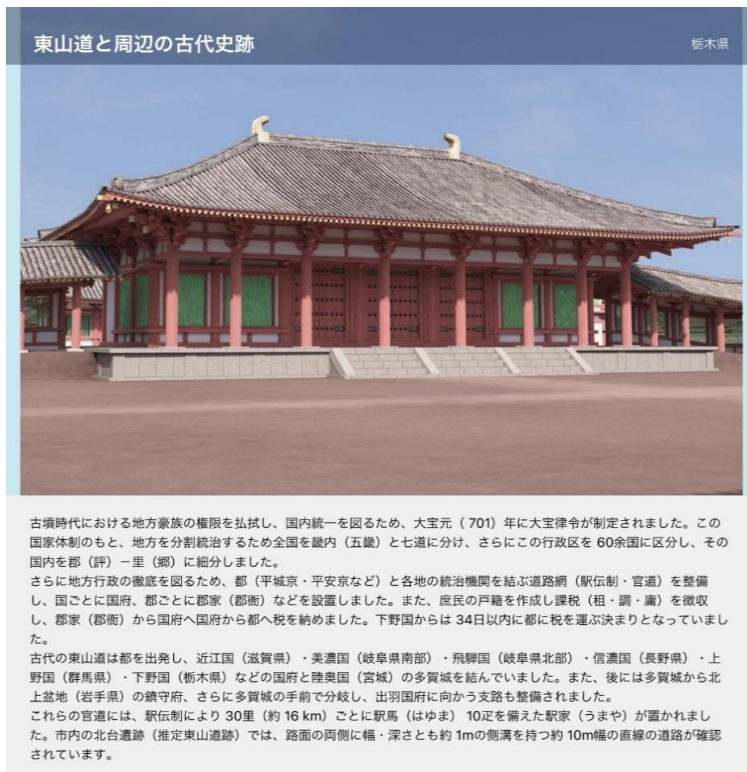 東山道と周辺の古代史跡
栃木県
古墳時代における地方豪族の権限を払拭し、国内統一を図るため、大宝元（ 701）年に大宝律令が制定されました。この
国家体制のもと、地方を分割統治するため全国を畿内（五畿）と七道に分け、さらにこの行政区を 60余国に区分し、その
国内を郡（評）－里（郷）に細分しました。
さらに地方行政の徹底を図るため、都（平城京・平安京など）と各地の統治機関を結ぶ道路網（駅伝制・官道）を整備
し、国ごとに国府、郡ごとに郡家（郡衙）などを設置しました。また、庶民の戸籍を作成し課税（租・調・庸）を徴収
し、郡家（郡衙）から国府へ国府から都へ税を納めました。下野国からは 34日以内に都に税を運ぶ決まりとなっていまし
た。
古代の東山道は都を出発し、近江国（滋賀県）・美濃国（岐阜県南部）・飛騨国（岐阜県北部）・信濃国（長野県）・上
野国（群馬県）・下野国（栃木県）などの国府と陸奥国（宮城）の多賀城を結んでいました。また、後には多賀城から北
上盆地（岩手県）の鎮守府、さらに多賀城の手前で分岐し、出羽国府に向かう支路も整備されました。
これらの官道には、駅伝制により 30里（約 16 km）ごとに駅馬（はゆま） 10疋を備えた駅家（うまや）が置かれまし
た。市内の北台遺跡（推定東山道跡）では、路面の両側に幅・深さとも約 1mの側溝を持つ約 10m幅の直線の道路が確認
されています。